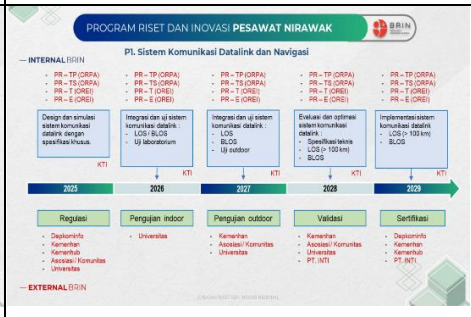 PROGRAM RISET DAN INOVASI PESAWAT NIRAWAK
BRIN
P1. Sistem Komunikasi Datalink dan Navigasi
INTERNAL BRIN
- PR – TP (ORPA)
- PR – TS (ORPA)
- PR – T (OREI)
- PR – E (OREI)
- PR – TP (ORPA)
- PR – TS (ORPA)
- PR – T (OREI)
- PR – E (OREI)
- PR – TP (ORPA)
- PR – TS (ORPA)
- PR – T (OREI)
- PR – E (OREI)
- PR – TP (ORPA)
- PR – TS (ORPA)
- PR – T (OREI)
- PR – E (OREI)
- PR – TP (ORPA)
- PR – TS (ORPA)
- PR – T (OREI)
- PR – E (OREI)
Design dan simulasi
sistem komunikasi
datalink dengan
spesifikasi khusus.
Integrasi dan uji sistem
komunikasi datalink :
- LOS / BLOS
- Uji laboratorium
Integrasi dan uji sistem
komunikasi datalink :
- LOS
- BLOS
- Uji outdoor
Evaluasi dan optimasi
sistem komunikasi
datalink :
- Spesifikasi teknis
- LOS (> 100 km)
- BLOS
Implementasi sistem
komunikasi datalink
- LOS (> 100 km)
- BLOS
KTI
KTI
KTI
KTI
KTI
2025
2026
2027
2028
2029
Regulasi
Pengujian indoor
Pengujian outdoor
Validasi
Sertifikasi
- Depkominfo
- Kemenhan
- Kemenhub
- Asosiasi / Komunitas
- Universitas
- Universitas
- Kemenhan
- Asosiasi / Komunitas
- Universitas
- Kemenhan
- Asosiasi / Komunitas
- Universitas
- PT. INTI
- Depkominfo
- Kemenhan
- Kemenhub
- PT. INTI
EXTERNAL BRIN